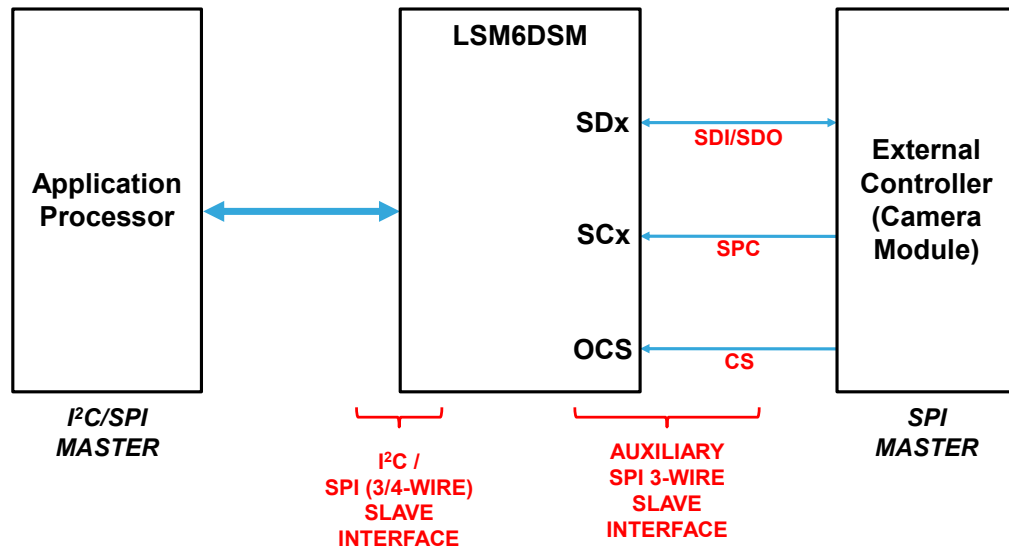 LSM6DSM
Application
Processor
SDx
SDI/SDO
SCx
SPC
OCS
CS
External
Controller
(Camera
Module)
I²C/SPI
MASTER
I²C /
SPI (3/4-WIRE)
SLAVE
INTERFACE
AUXILIARY
SPI 3-WIRE
SLAVE
INTERFACE
SPI
MASTER